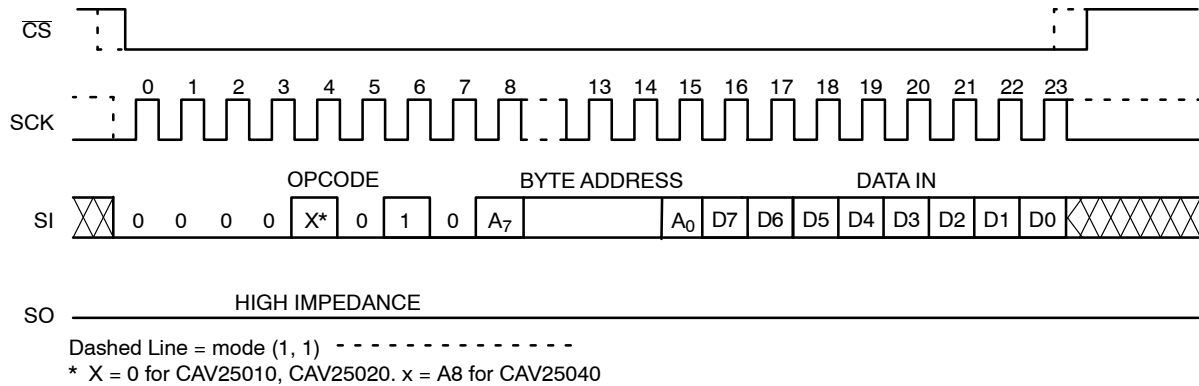 CS
0 1 2 3 4 5 6 7 8 13 14 15 16 17 18 19 20 21 22 23
SCK
OPCODE BYTE ADDRESS DATA IN
SI 0 0 0 0 X* 0 1 0 A7 A0 D7 D6 D5 D4 D3 D2 D1 D0
HIGH IMPEDANCE
SO
Dashed Line = mode (1, 1)
* X = 0 for CAV25010, CAV25020. x = A8 for CAV25040